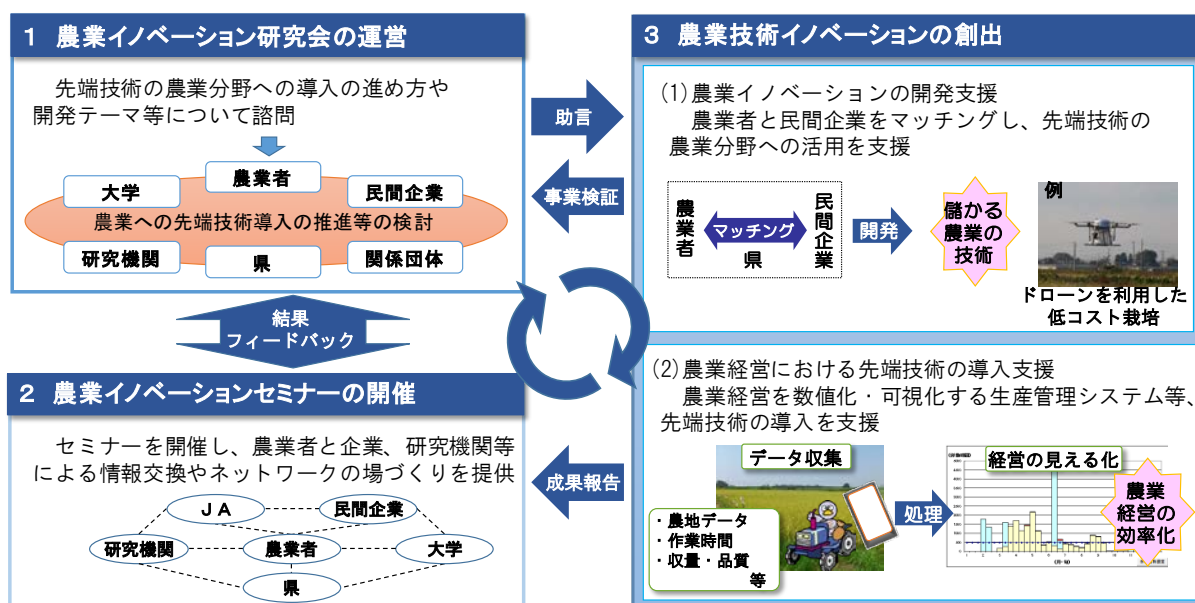 １ 農業イノベーション研究会の運営
先端技術の農業分野への導入の進め方や
開発テーマ等について諮問
農業者
大学
民間企業
農業への先端技術導入の推進等の検討
研究機関
県
関係団体
結果
フィードバック
２ 農業イノベーションセミナーの開催
セミナーを開催し、農業者と企業、研究機関等
による情報交換やネットワークの場づくりを提供
ＪＡ
民間企業
研究機関
農業者
大学
県
助言
事業検証
成果報告
３ 農業技術イノベーションの創出
(1)農業イノベーションの開発支援
農業者と民間企業をマッチングし、先端技術の
農業分野への活用を支援
農業者
マッチング
県
民間企業
開発
儲かる
農業の
技術
例
ドローンを利用した
低コスト栽培
(2)農業経営における先端技術の導入支援
農業経営を数値化・可視化する生産管理システム等、
先端技術の導入を支援
データ収集
・農地データ
・作業時間
・収量・品質
等
処理
経営の見える化
農業
経営の
効率化